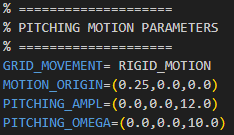 % ====================
% PITCHING MOTION PARAMETERS
% ====================
GRID_MOVEMENT= RIGID_MOTION
MOTION_ORIGIN=(0.25,0.0,0.0)
PITCHING_AMPL=(0.0,0.0,12.0)
PITCHING_OMEGA=(0.0,0.0,10.0)